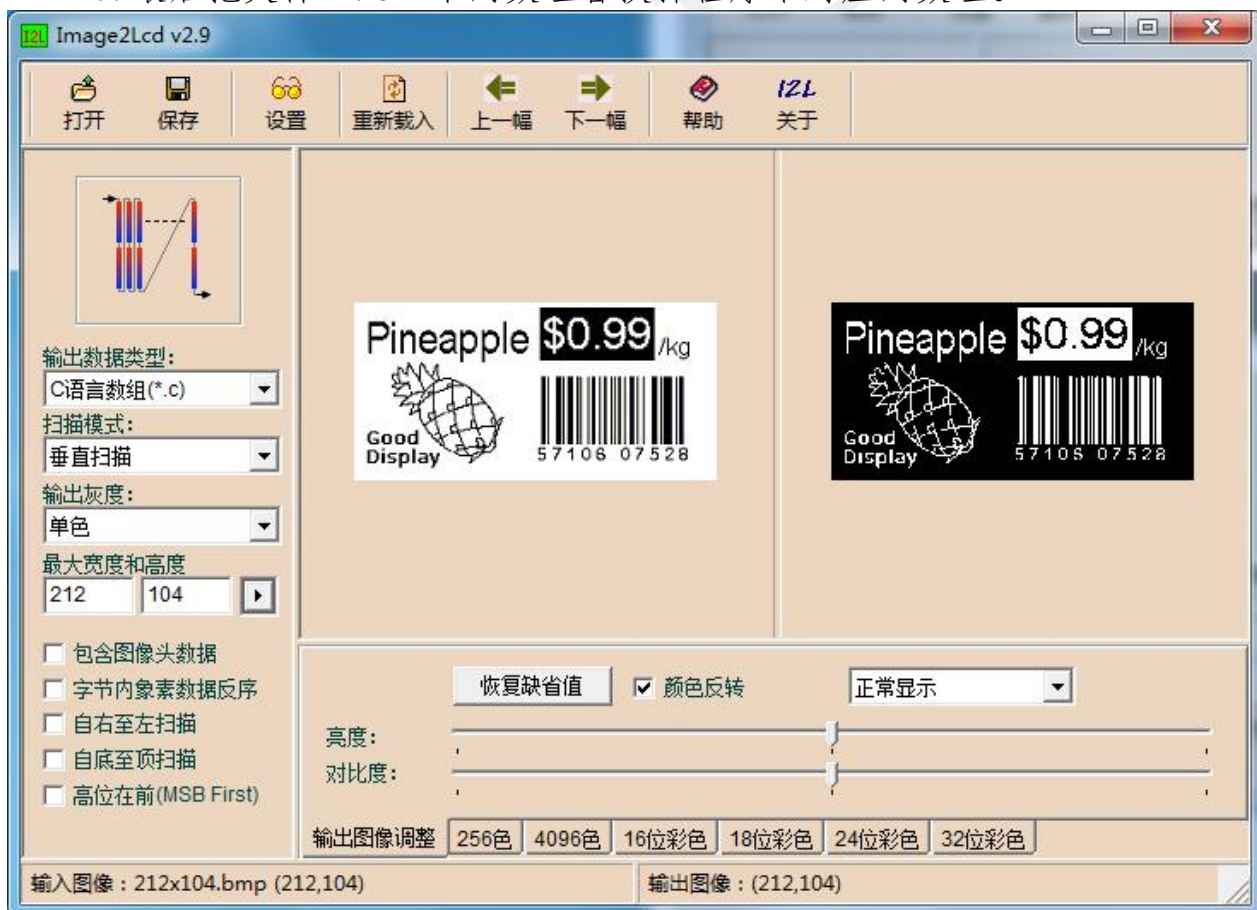 Image2Lcd v2.9
打开 保存 设置 重新载入 上一幅 下一幅 帮助 关于
I2L
输出数据类型:
C语言数组(*.c)
扫描模式:
垂直扫描
输出灰度:
单色
最大宽度和高度
212 104
包含图像头数据
字节内象素数据反序
自右至左扫描
自底至顶扫描
高位在前(MSB First)
Pineapple $0.99 /kg
Good
Display
57106 07528
Pineapple $0.99 /kg
Good
Display
57106 07528
恢复缺省值 颜色反转 正常显示
亮度:
对比度:
输出图像调整 256色 4096色 16位彩色 18位彩色 24位彩色 32位彩色
输入图像:212x104.bmp (212,104) 输出图像:(212,104)